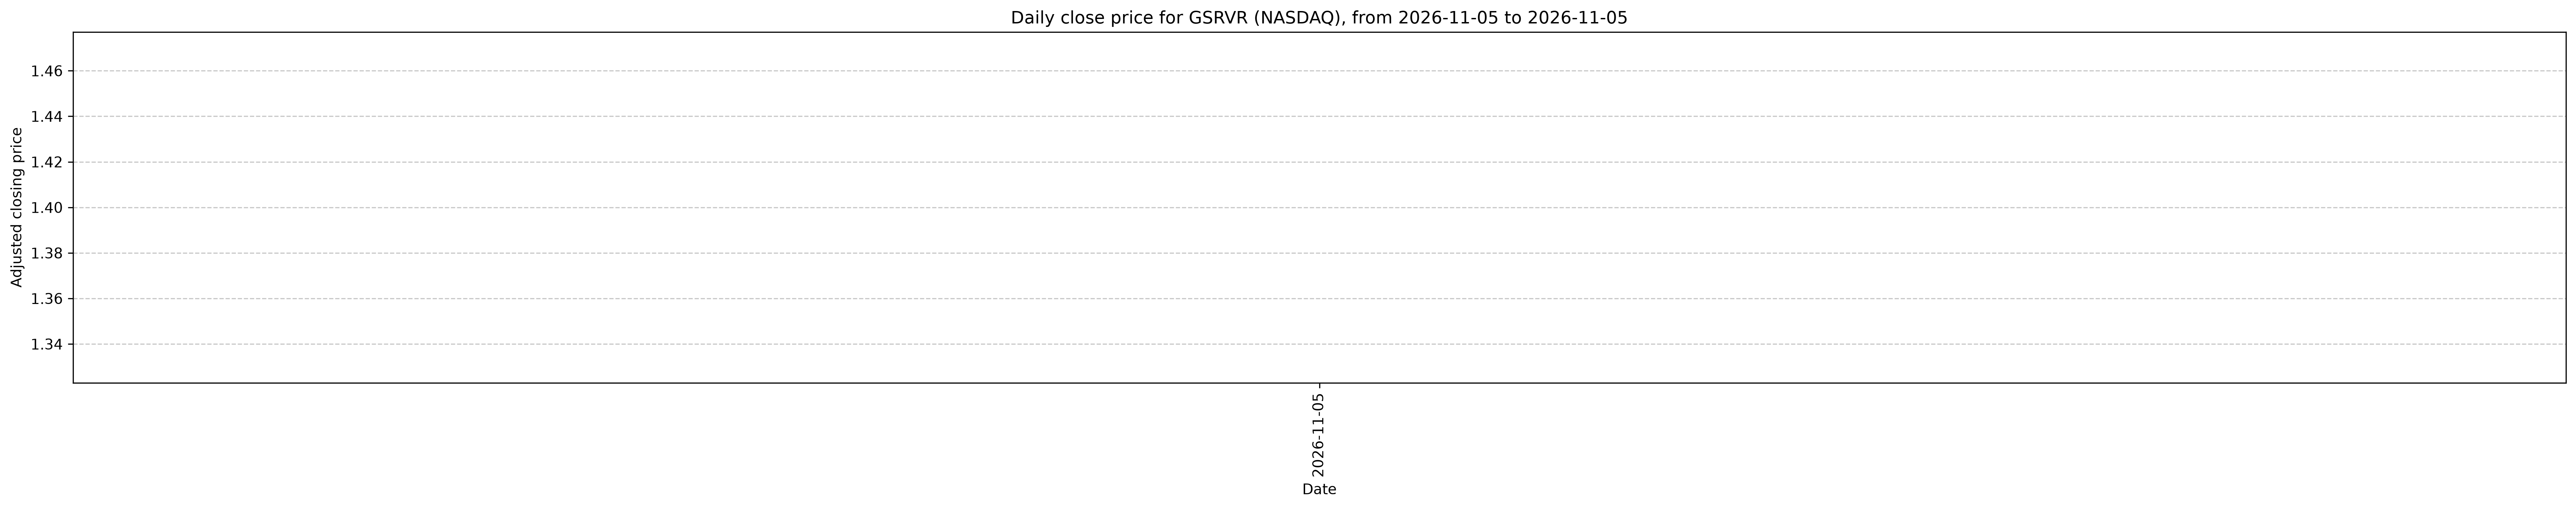 Daily close price for GSRVR (NASDAQ), from 2026-11-05 to 2026-11-05
Adjusted closing price
1.46
1.44
1.42
1.40
1.38
1.36
1.34
2026-11-05
Date